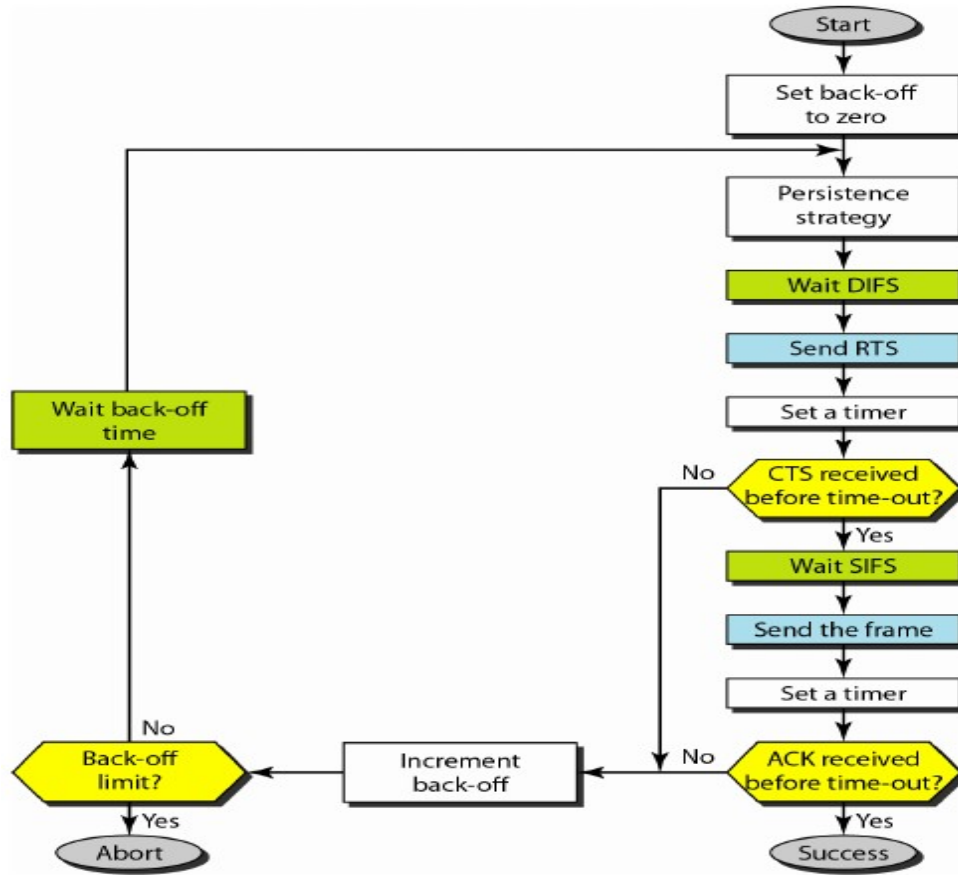 Start
Set back-off
to zero
Persistence
strategy
Wait DIFS
Send RTS
Wait back-off
time
Set a timer
No
CTS received
before time-out?
Yes
Wait SIFS
Send the frame
Set a timer
No
Back-off
limit?
Increment
back-off
No
ACK received
before time-out?
Yes
Yes
Abort
Success